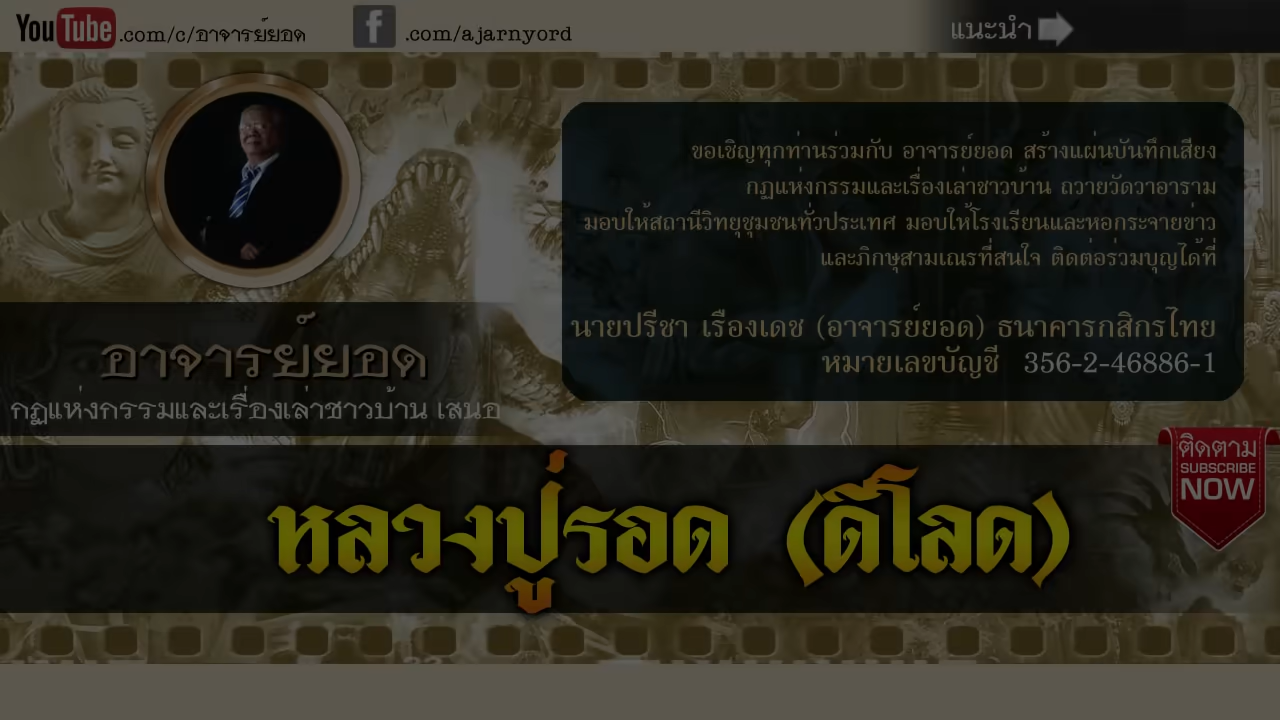 YouTube.com/c/อาจารย์ยอด
f .com/ajarnyord
แนะนำ
ขอเชิญทุกท่านร่วมกับ อาจารย์ยอด สร้างแผ่นบันทึกเสียง
กฎแห่งกรรมและเรื่องเล่าชาวบ้าน ถวายวัดวาอาราม
มอบให้สถานีวิทยุชุมชนทั่วประเทศ มอบให้โรงเรียนและหอกระจายข่าว
และภิกษุสามเณรที่สนใจ ติดต่อร่วมบุญได้ที่
นายปรีชา เรืองเดช (อาจารย์ยอด) ธนาคารกสิกรไทย
หมายเลขบัญชี 356-2-46886-1
อาจารย์ยอด
กฎแห่งกรรมและเรื่องเล่าชาวบ้าน เสนอ
ติดตาม
SUBSCRIBE
NOW
หลวงปู่รอด (ดีโลด)